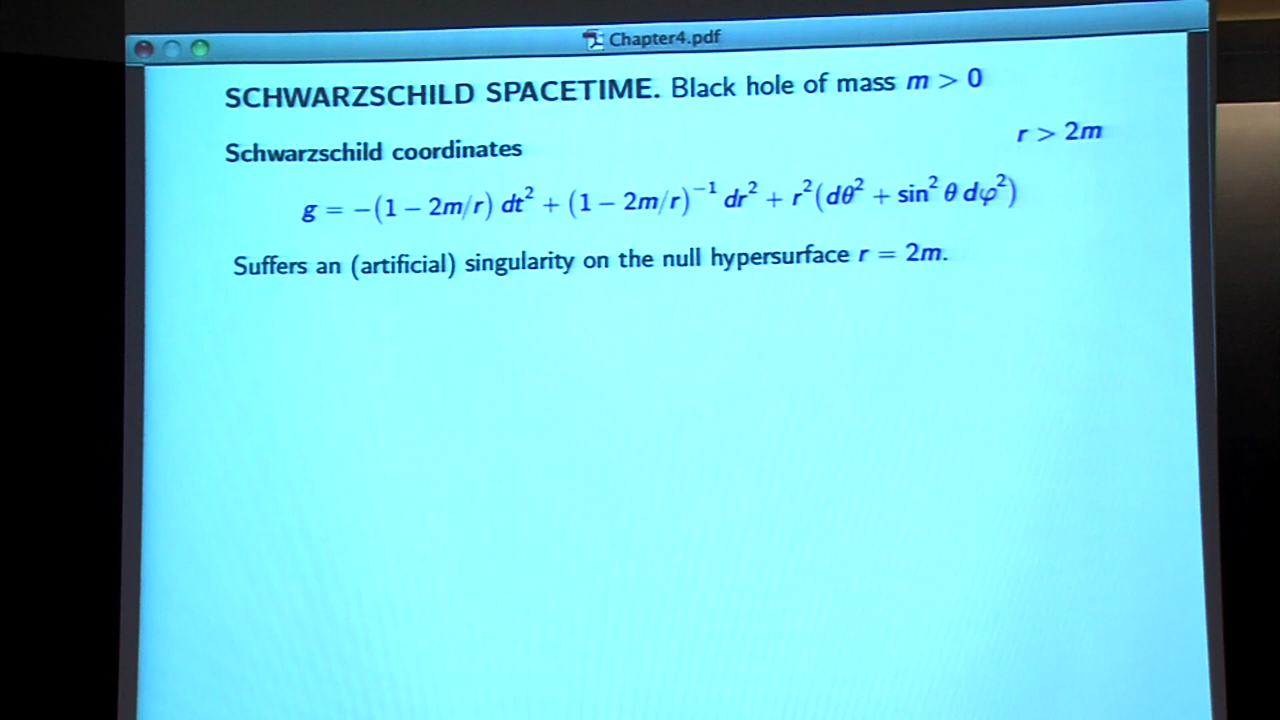 Chapter4.pdf
SCHWARZSCHILD SPACETIME. Black hole of mass m > 0
Schwarzschild coordinates r > 2m
g = −(1 − 2m/r) dt² + (1 − 2m/r)⁻¹ dr² + r²(dθ² + sin² θ dφ²)
Suffers an (artificial) singularity on the null hypersurface r = 2m.